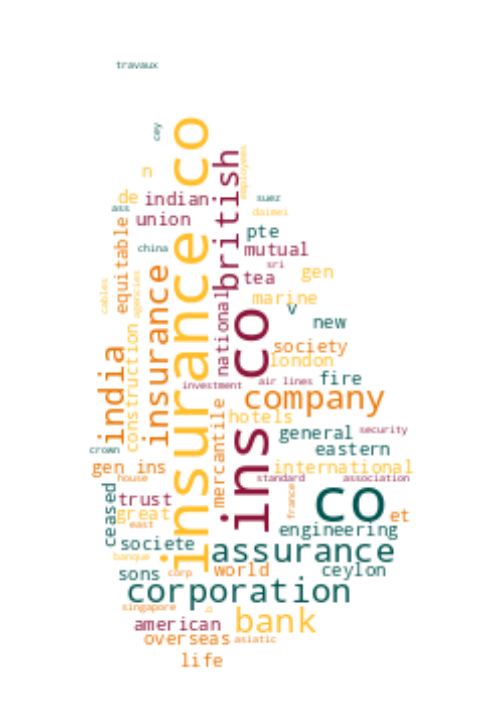 travaux
cey
insurance co
british
employees
n
de
indian
suez
ass
daimei
union
pte
equitable
china
mutual
sri
tea
gen
insurance
agencies
cables
national
marine
ins co
v
new
construction
society
london
india
investment
air lines
fire
company
mercantile
hotels
general
security
eastern
crown
gen ins
international
house
standard
association
ceased
trust
france
co
great
et
east
engineering
societe
assurance
banque
sons
corp
world
ceylon
corporation
singapore
b
american
bank
overseas
asiatic
life